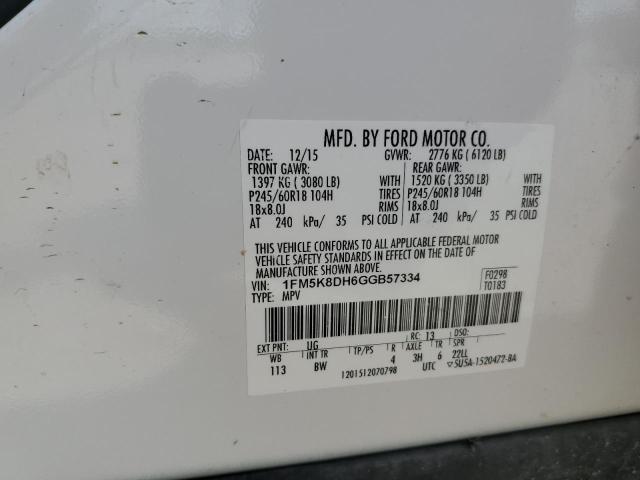 MFD. BY FORD MOTOR CO.
DATE: 12/15 GVWR: 2776 KG ( 6120 LB)
FRONT GAWR: REAR GAWR:
1397 KG ( 3080 LB) WITH 1520 KG ( 3350 LB) WITH
P245/60R18 104H TIRES P245/60R18 104H TIRES
18x8.0J RIMS 18x8.0J RIMS
AT 240 kPa/ 35 PSI COLD AT 240 kPa/ 35 PSI COLD
THIS VEHICLE CONFORMS TO ALL APPLICABLE FEDERAL MOTOR
VEHICLE SAFETY STANDARDS IN EFFECT ON THE DATE OF
MANUFACTURE SHOWN ABOVE.
VIN: 1FM5K8DH6GGB57334 F0298
TYPE: MPV T0183
EXT PNT: UG RC: 13 DSO:
WB INT TR TP/PS R AXLE TR SPR
113 BW 4 3H 6 22LL
1201512070798 UTC ▽5U5A-1520472-BA